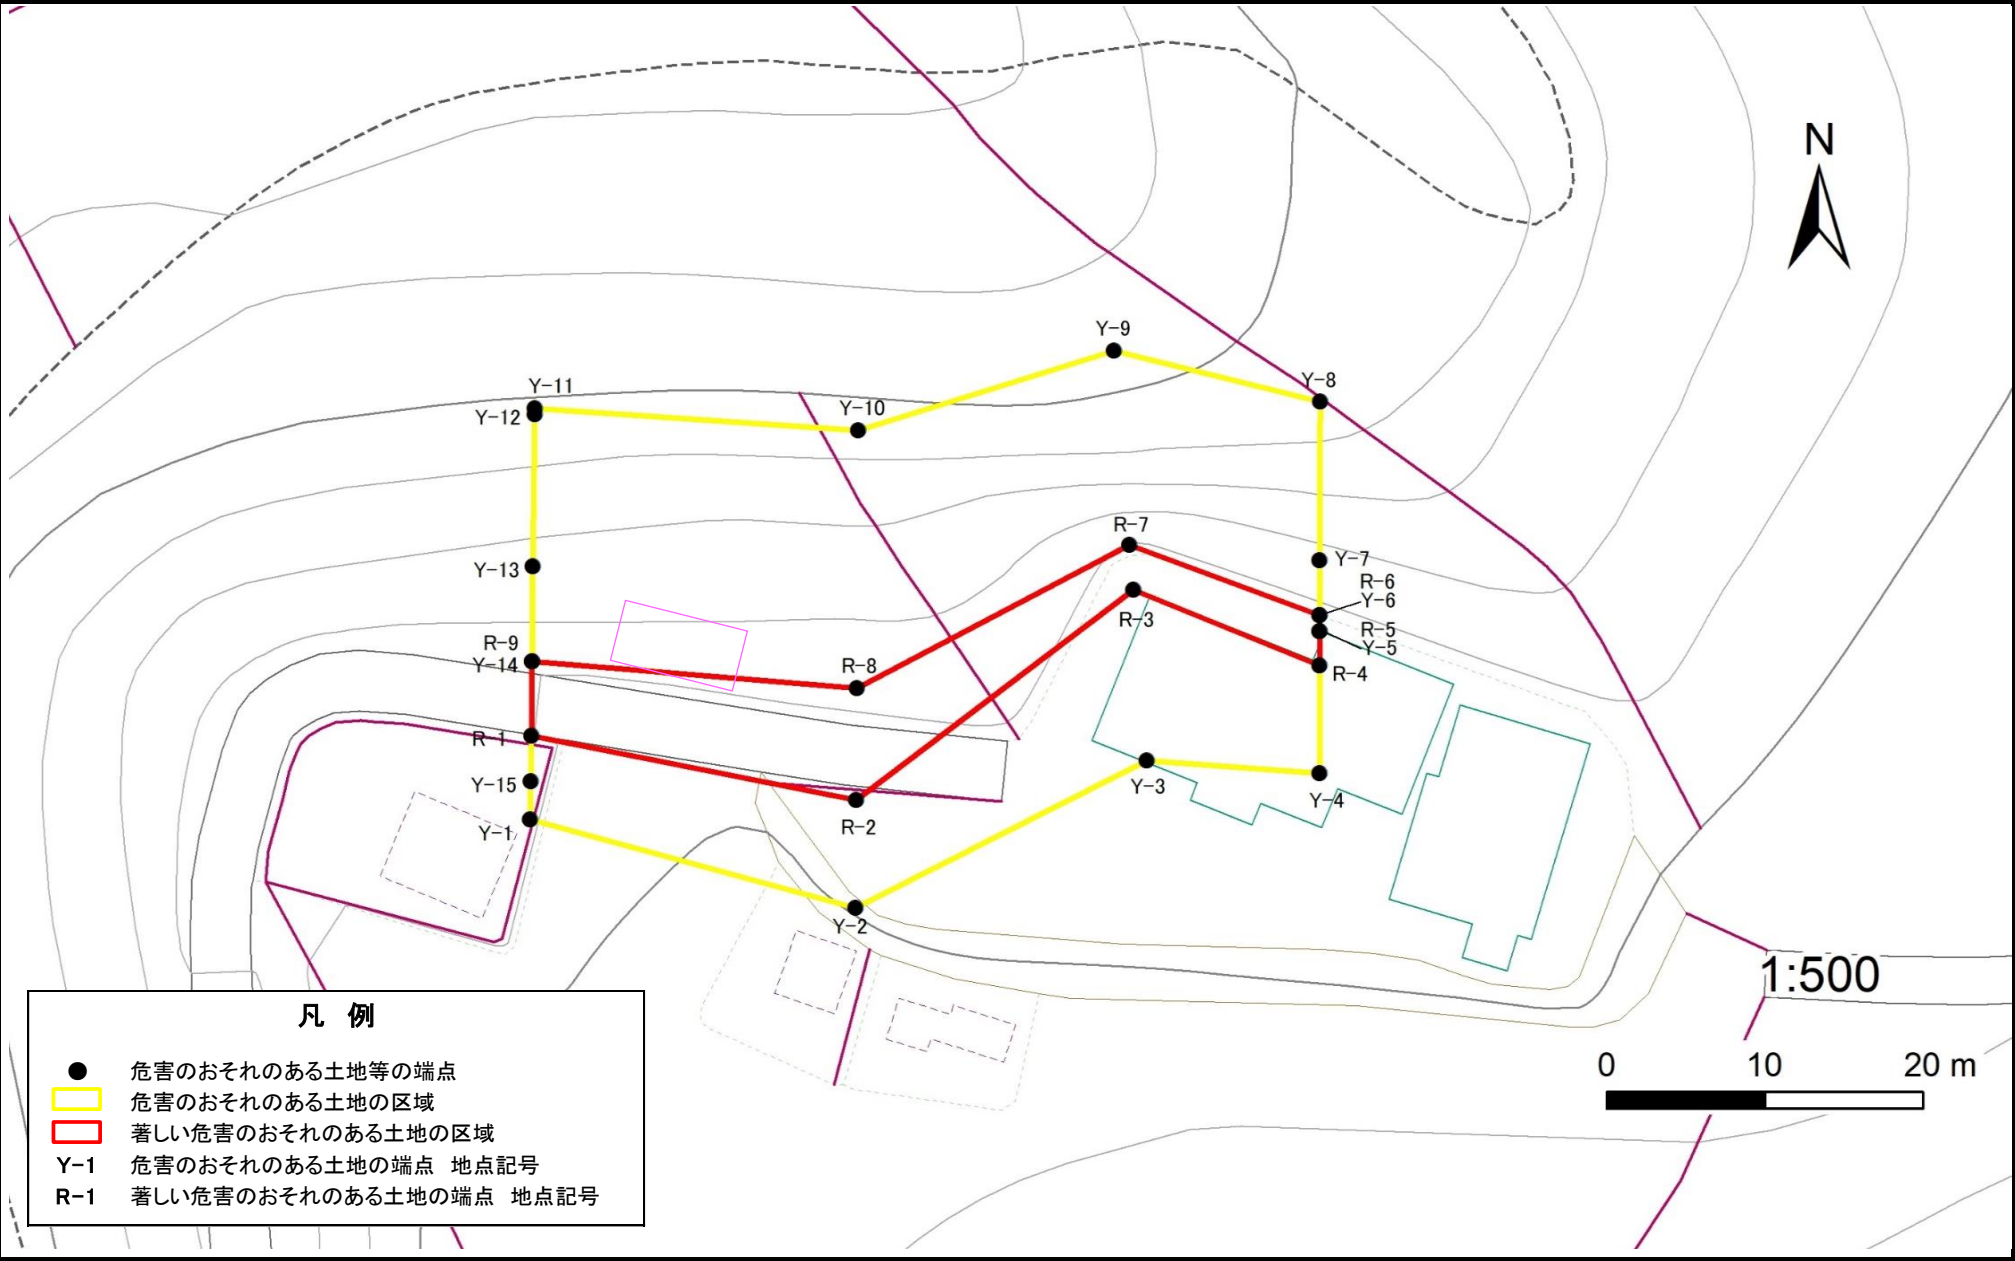 N
Y-9
Y-8
Y-11
Y-12
Y-10
R-7
Y-7
Y-13
R-6
Y-6
R-3
R-5
Y-5
R-9
Y-14
R-8
R-4
R-1
Y-15
Y-3
Y-4
Y-1
R-2
Y-2
1:500
0 10 20 m
凡 例
危害のおそれのある土地等の端点
危害のおそれのある土地の区域
著しい危害のおそれのある土地の区域
Y-1 危害のおそれのある土地の端点 地点記号
R-1 著しい危害のおそれのある土地の端点 地点記号